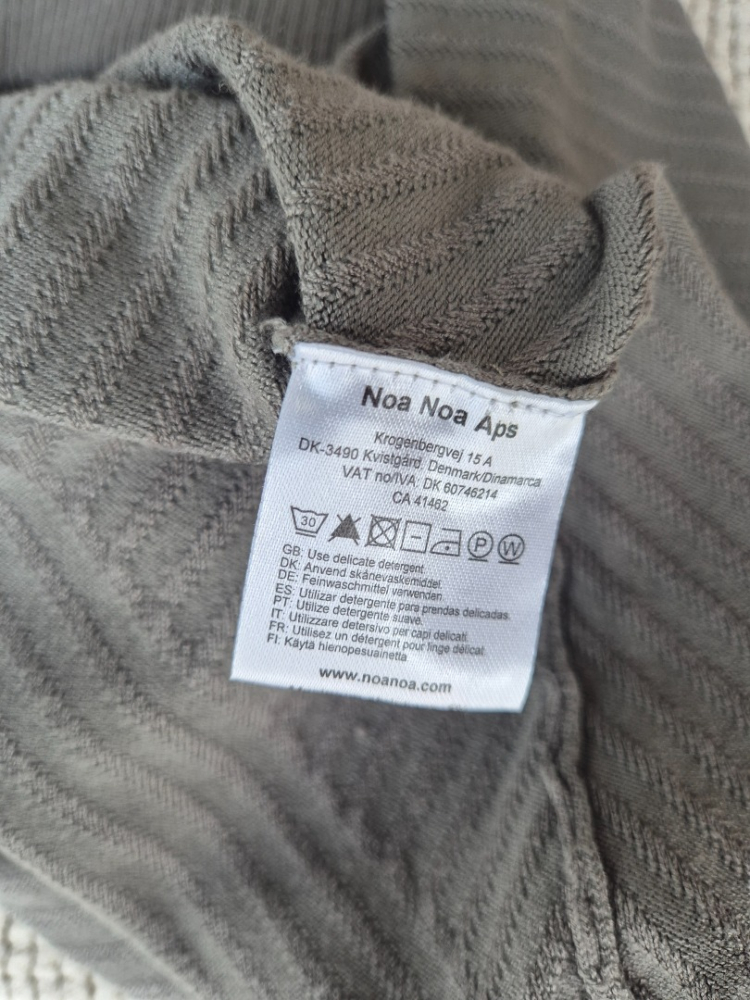 Noa Noa Aps
Krogenbergvej 15 A
DK-3490 Kvistgård, Denmark/Dinamarca
VAT no/IVA: DK 60746214
CA 41462
30 P W
GB: Use delicate detergent.
DK: Anvend skånevaskemiddel.
DE: Feinwaschmittel verwenden.
ES: Utilizar detergente para prendas delicadas.
PT: Utilize detergente suave.
IT: Utilizzare detersivo per capi delicati.
FR: Utilisez un détergent pour linge délicat.
FI: Käytä hienopesuainetta
www.noanoa.com